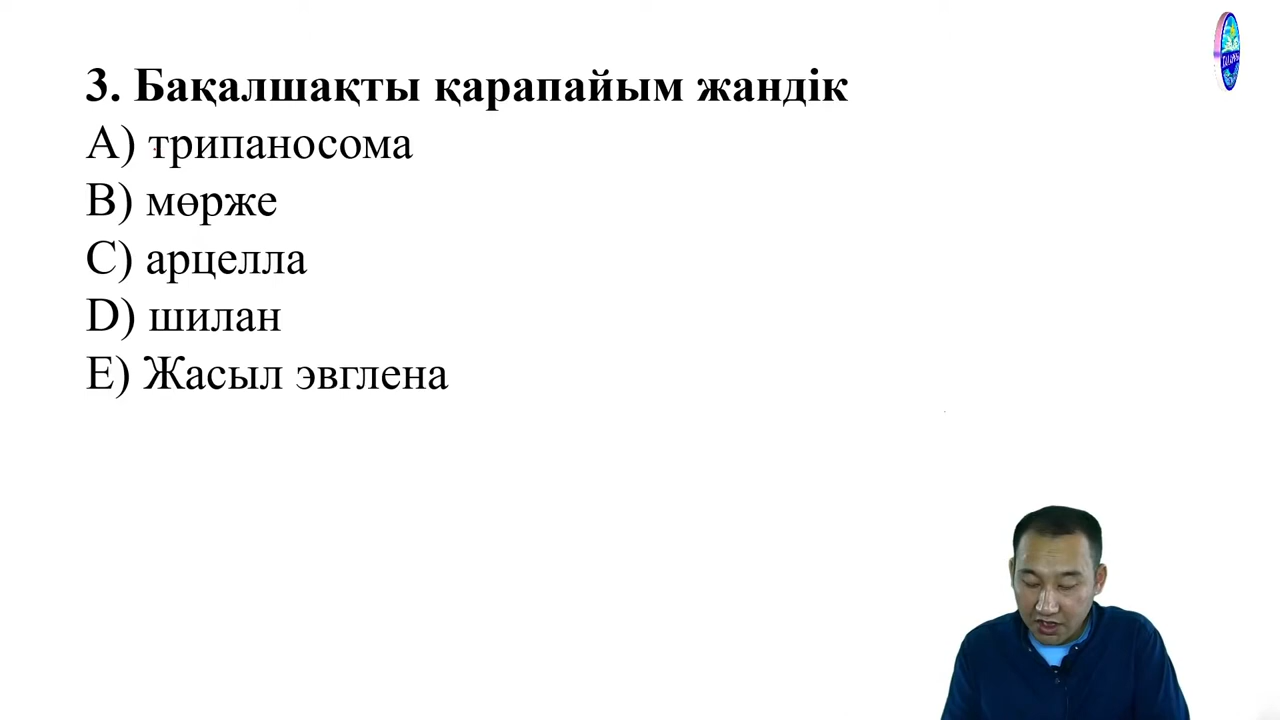 3. Бақалшақты қарапайым жандік
A) трипаносома
B) мөрже
C) арцелла
D) шилан
E) Жасыл эвглена